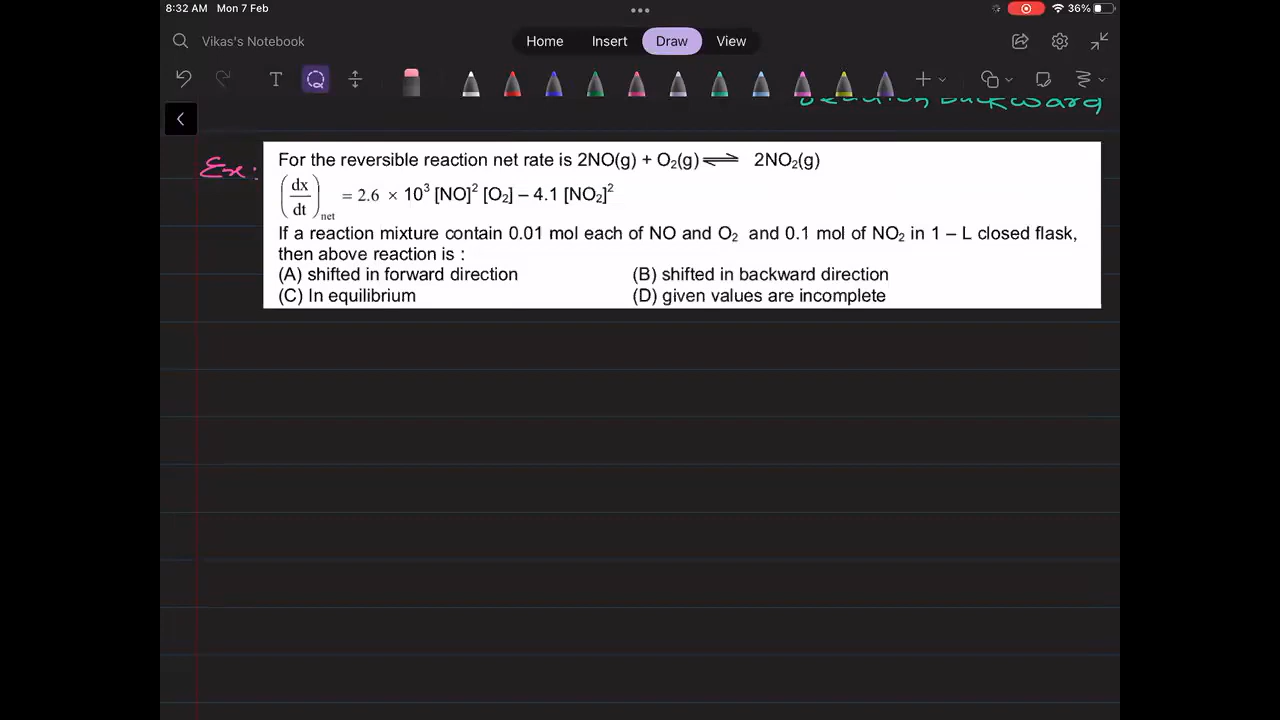 8:32 AM Mon 7 Feb
36%
Vikas's Notebook
Home Insert Draw View
T
reaction backward
Ex:
For the reversible reaction net rate is 2NO(g) + O₂(g) ⇌ 2NO₂(g)
(dx/dt)net = 2.6 × 10³ [NO]² [O₂] – 4.1 [NO₂]²
If a reaction mixture contain 0.01 mol each of NO and O₂ and 0.1 mol of NO₂ in 1 – L closed flask,
then above reaction is :
(A) shifted in forward direction (B) shifted in backward direction
(C) In equilibrium (D) given values are incomplete